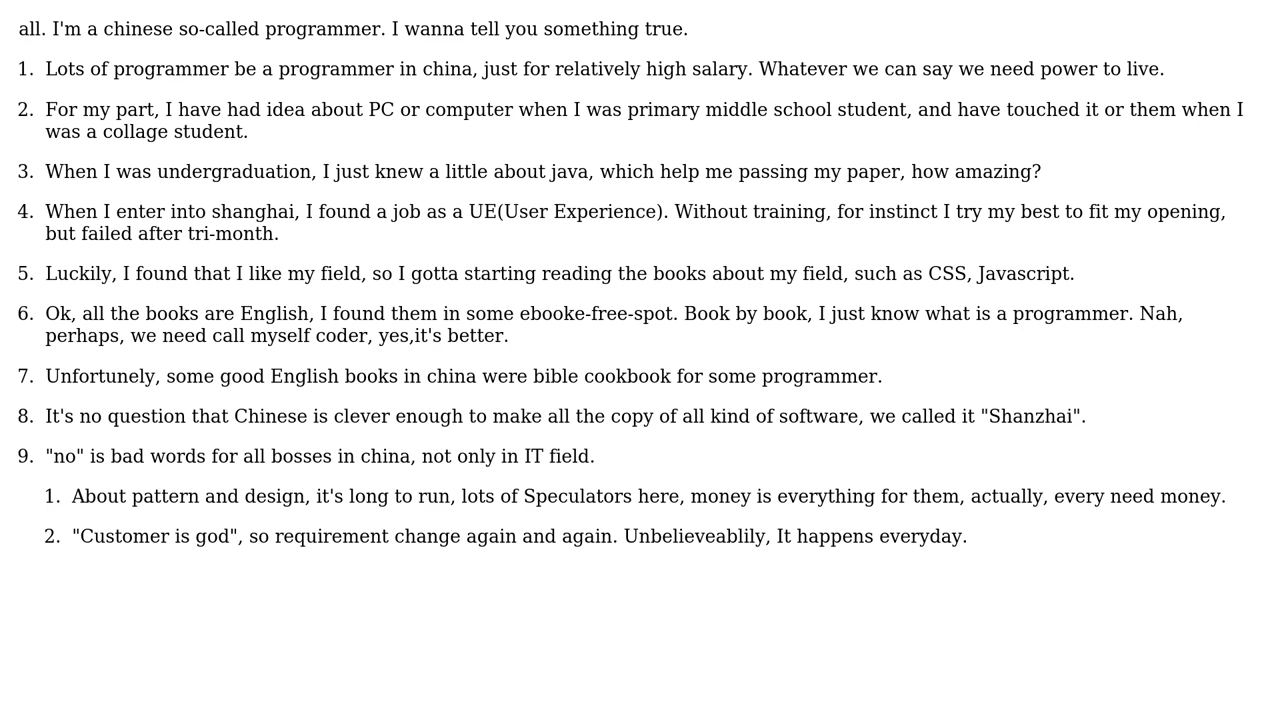 all. I'm a chinese so-called programmer. I wanna tell you something true.
1. Lots of programmer be a programmer in china, just for relatively high salary. Whatever we can say we need power to live.
2. For my part, I have had idea about PC or computer when I was primary middle school student, and have touched it or them when I
was a collage student.
3. When I was undergraduation, I just knew a little about java, which help me passing my paper, how amazing?
4. When I enter into shanghai, I found a job as a UE(User Experience). Without training, for instinct I try my best to fit my opening,
but failed after tri-month.
5. Luckily, I found that I like my field, so I gotta starting reading the books about my field, such as CSS, Javascript.
6. Ok, all the books are English, I found them in some ebooke-free-spot. Book by book, I just know what is a programmer. Nah,
perhaps, we need call myself coder, yes,it's better.
7. Unfortunely, some good English books in china were bible cookbook for some programmer.
8. It's no question that Chinese is clever enough to make all the copy of all kind of software, we called it "Shanzhai".
9. "no" is bad words for all bosses in china, not only in IT field.
1. About pattern and design, it's long to run, lots of Speculators here, money is everything for them, actually, every need money.
2. "Customer is god", so requirement change again and again. Unbelieveablily, It happens everyday.